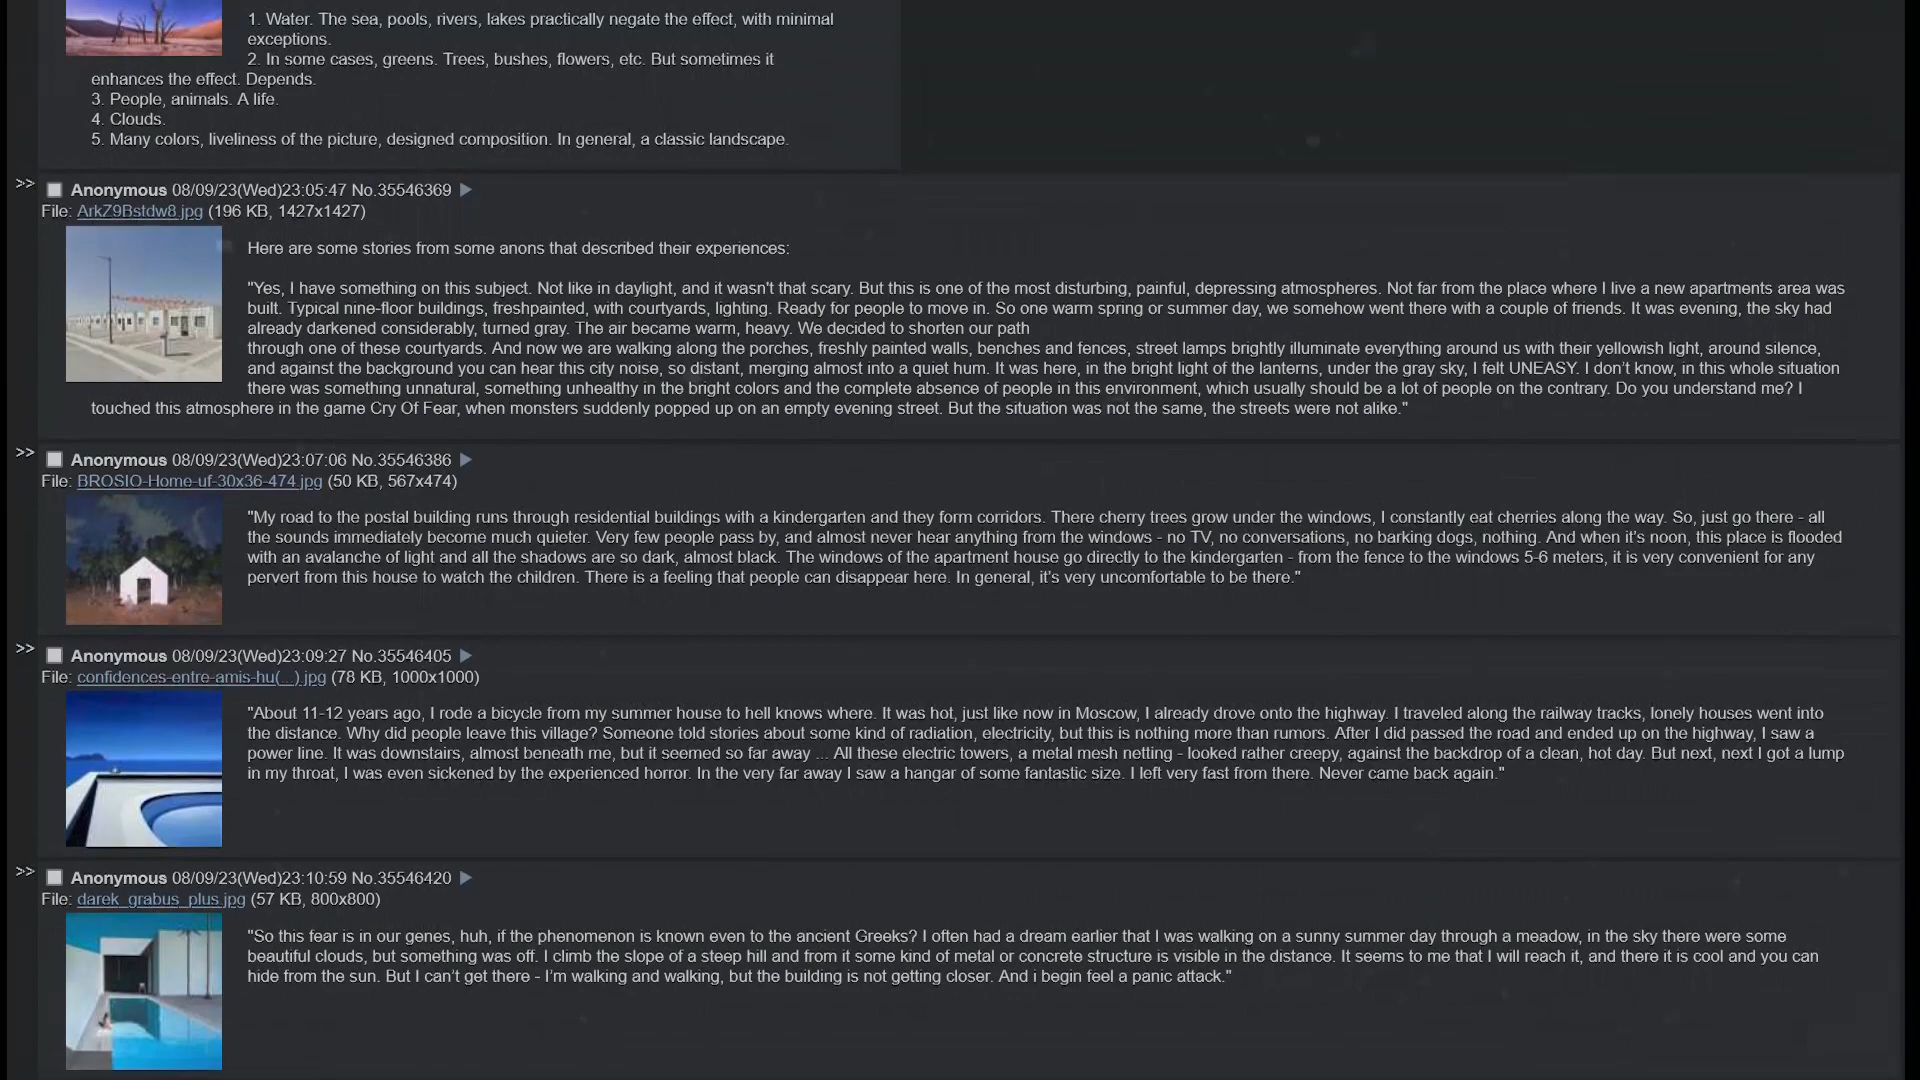 1. Water. The sea, pools, rivers, lakes practically negate the effect, with minimal
exceptions.
2. In some cases, greens. Trees, bushes, flowers, etc. But sometimes it
enhances the effect. Depends.
3. People, animals. A life.
4. Clouds.
5. Many colors, liveliness of the picture, designed composition. In general, a classic landscape.
>> Anonymous 08/09/23(Wed)23:05:47 No.35546369
File: ArkZ9Bstdw8.jpg (196 KB, 1427x1427)
Here are some stories from some anons that described their experiences:
"Yes, I have something on this subject. Not like in daylight, and it wasn't that scary. But this is one of the most disturbing, painful, depressing atmospheres. Not far from the place where I live a new apartments area was
built. Typical nine-floor buildings, freshpainted, with courtyards, lighting. Ready for people to move in. So one warm spring or summer day, we somehow went there with a couple of friends. It was evening, the sky had
already darkened considerably, turned gray. The air became warm, heavy. We decided to shorten our path
through one of these courtyards. And now we are walking along the porches, freshly painted walls, benches and fences, street lamps brightly illuminate everything around us with their yellowish light, around silence,
and against the background you can hear this city noise, so distant, merging almost into a quiet hum. It was here, in the bright light of the lanterns, under the gray sky, I felt UNEASY. I don't know, in this whole situation
there was something unnatural, something unhealthy in the bright colors and the complete absence of people in this environment, which usually should be a lot of people on the contrary. Do you understand me? I
touched this atmosphere in the game Cry Of Fear, when monsters suddenly popped up on an empty evening street. But the situation was not the same, the streets were not alike."
>> Anonymous 08/09/23(Wed)23:07:06 No.35546386
File: BROSIO-Home-uf-30x36-474.jpg (50 KB, 567x474)
"My road to the postal building runs through residential buildings with a kindergarten and they form corridors. There cherry trees grow under the windows, I constantly eat cherries along the way. So, just go there - all
the sounds immediately become much quieter. Very few people pass by, and almost never hear anything from the windows - no TV, no conversations, no barking dogs, nothing. And when it's noon, this place is flooded
with an avalanche of light and all the shadows are so dark, almost black. The windows of the apartment house go directly to the kindergarten - from the fence to the windows 5-6 meters, it is very convenient for any
pervert from this house to watch the children. There is a feeling that people can disappear here. In general, it's very uncomfortable to be there."
>> Anonymous 08/09/23(Wed)23:09:27 No.35546405
File: confidences-entre-amis-hu(...).jpg (78 KB, 1000x1000)
"About 11-12 years ago, I rode a bicycle from my summer house to hell knows where. It was hot, just like now in Moscow, I already drove onto the highway. I traveled along the railway tracks, lonely houses went into
the distance. Why did people leave this village? Someone told stories about some kind of radiation, electricity, but this is nothing more than rumors. After I did passed the road and ended up on the highway, I saw a
power line. It was downstairs, almost beneath me, but it seemed so far away ... All these electric towers, a metal mesh netting - looked rather creepy, against the backdrop of a clean, hot day. But next, next I got a lump
in my throat, I was even sickened by the experienced horror. In the very far away I saw a hangar of some fantastic size. I left very fast from there. Never came back again."
>> Anonymous 08/09/23(Wed)23:10:59 No.35546420
File: darek_grabus_plus.jpg (57 KB, 800x800)
"So this fear is in our genes, huh, if the phenomenon is known even to the ancient Greeks? I often had a dream earlier that I was walking on a sunny summer day through a meadow, in the sky there were some
beautiful clouds, but something was off. I climb the slope of a steep hill and from it some kind of metal or concrete structure is visible in the distance. It seems to me that I will reach it, and there it is cool and you can
hide from the sun. But I can't get there - I'm walking and walking, but the building is not getting closer. And i begin feel a panic attack."